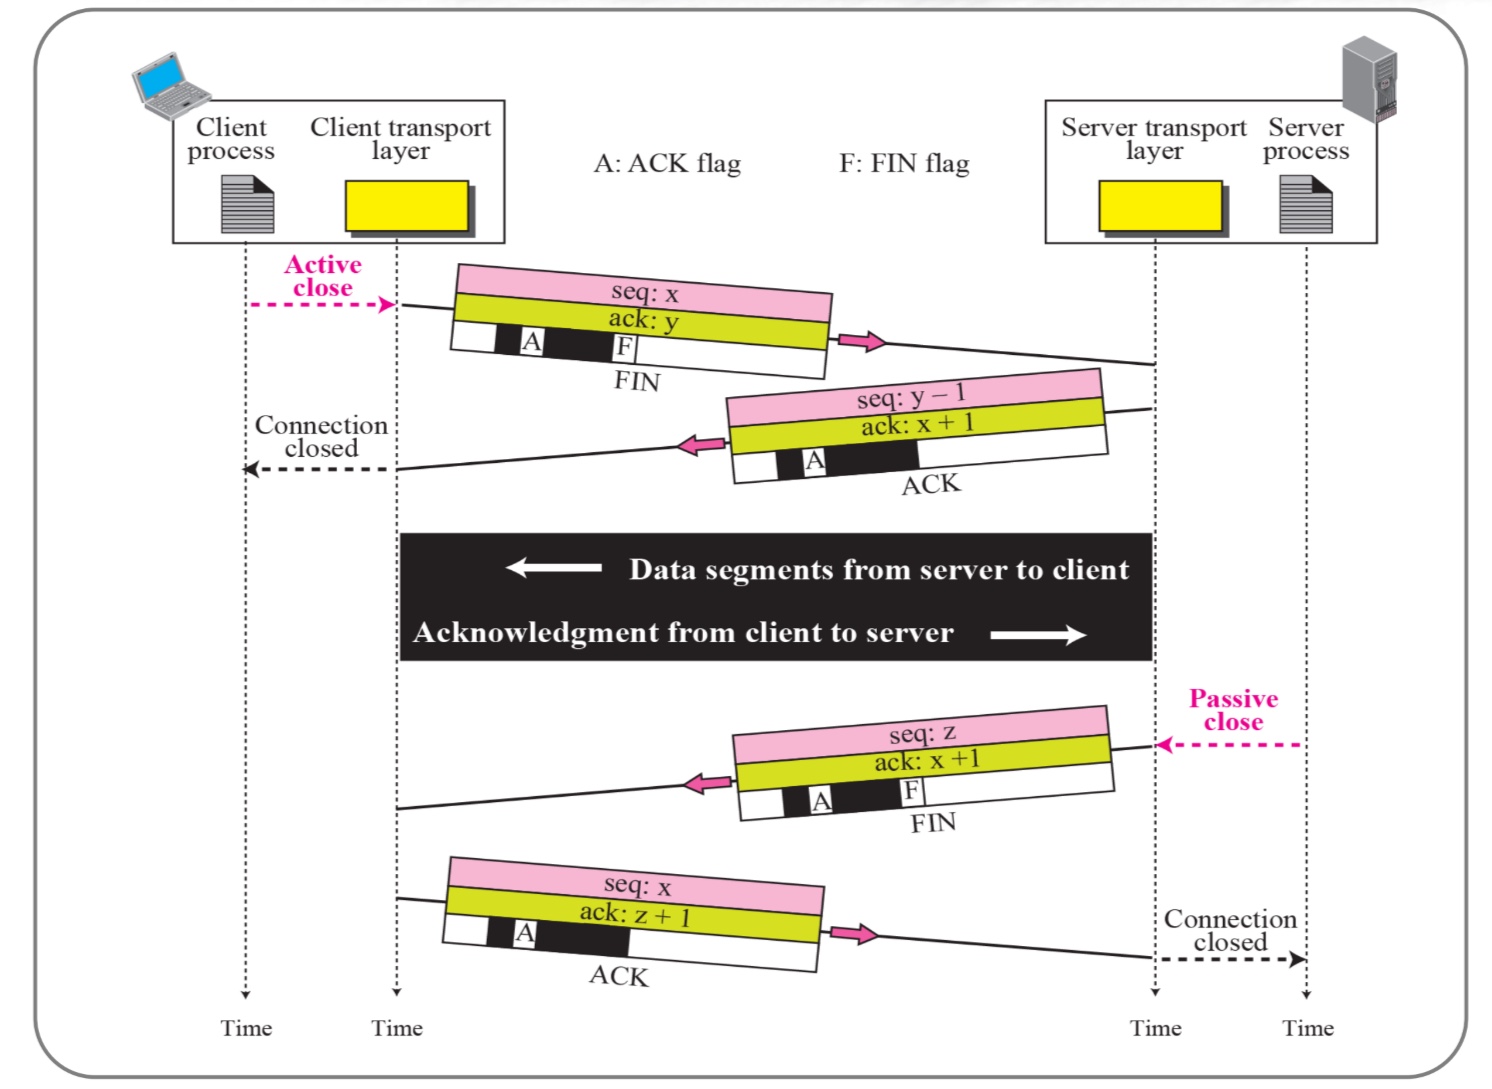 Client
process
Client transport
layer
A: ACK flag
F: FIN flag
Server transport
layer
Server
process
Active
close
seq: x
ack: y
A
F
FIN
seq: y – 1
ack: x + 1
A
ACK
Connection
closed
Data segments from server to client
Acknowledgment from client to server
Passive
close
seq: z
ack: x +1
A
F
FIN
seq: x
ack: z + 1
A
ACK
Connection
closed
Time
Time
Time
Time